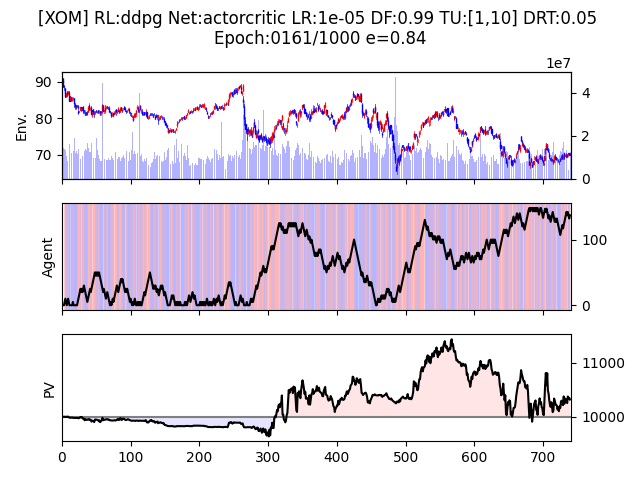 [XOM] RL:ddpg Net:actorcritic LR:1e-05 DF:0.99 TU:[1,10] DRT:0.05
Epoch:0161/1000 e=0.84
1e7
90
80
70
Env.
4
2
0
Agent
100
0
PV
11000
10000
0 100 200 300 400 500 600 700